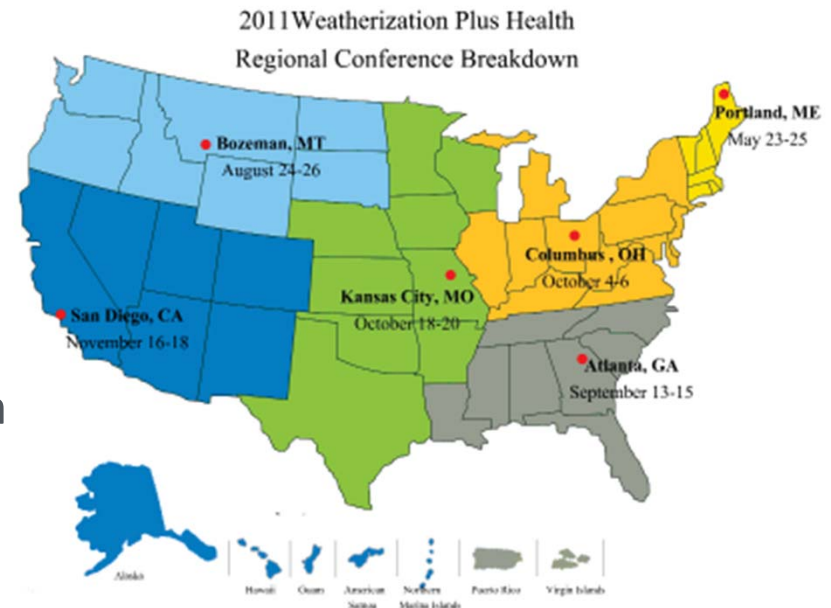 2011Weatherization Plus Health
Regional Conference Breakdown
Portland, ME
May 23-25
Bozeman, MT
August 24-26
Columbus , OH
October 4-6
Kansas City, MO
October 18-20
San Diego, CA
November 16-18
Atlanta, GA
September 13-15
Alaska
Hawaii
Guam
American
Samoa
Northern
Marina Islands
Puerto Rico
Virgin Islands